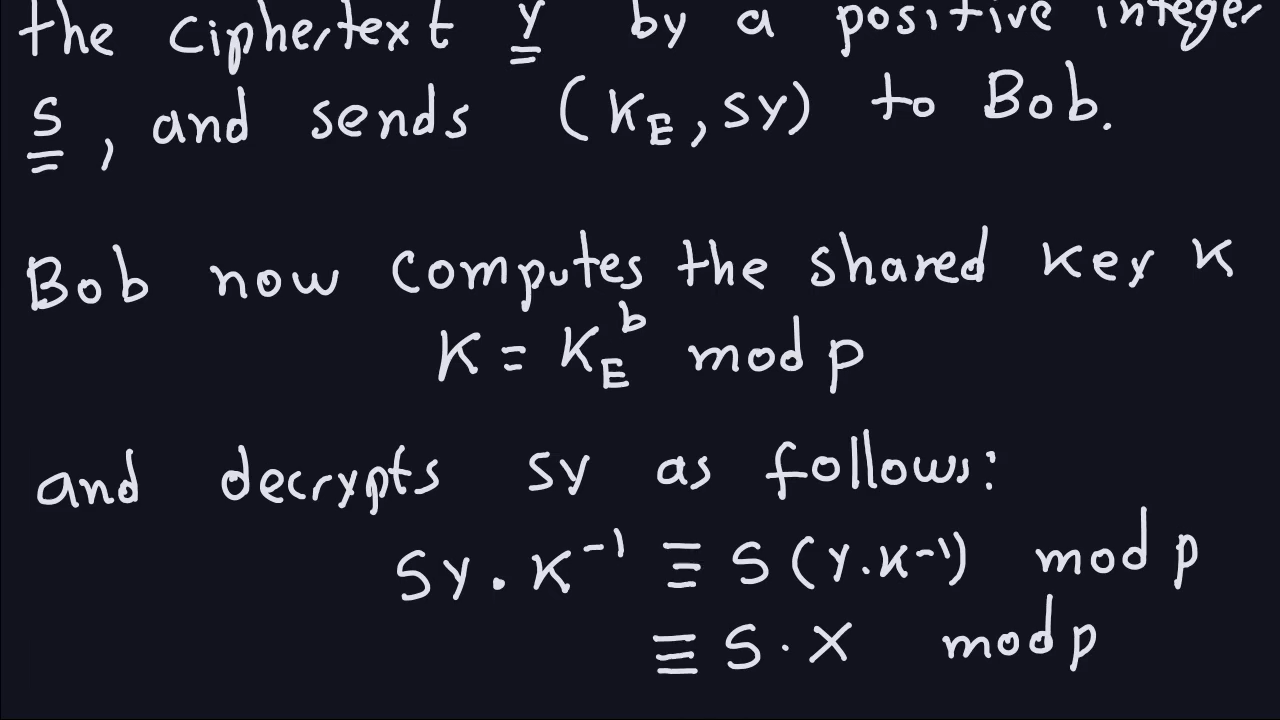 the ciphertext y by a positive integer
s, and sends (K_E, sy) to Bob.
Bob now computes the shared key K
K = K_E^b mod p
and decrypts sy as follows:
sy . K^-1 ≡ s (y . K^-1) mod p
≡ s · x mod p